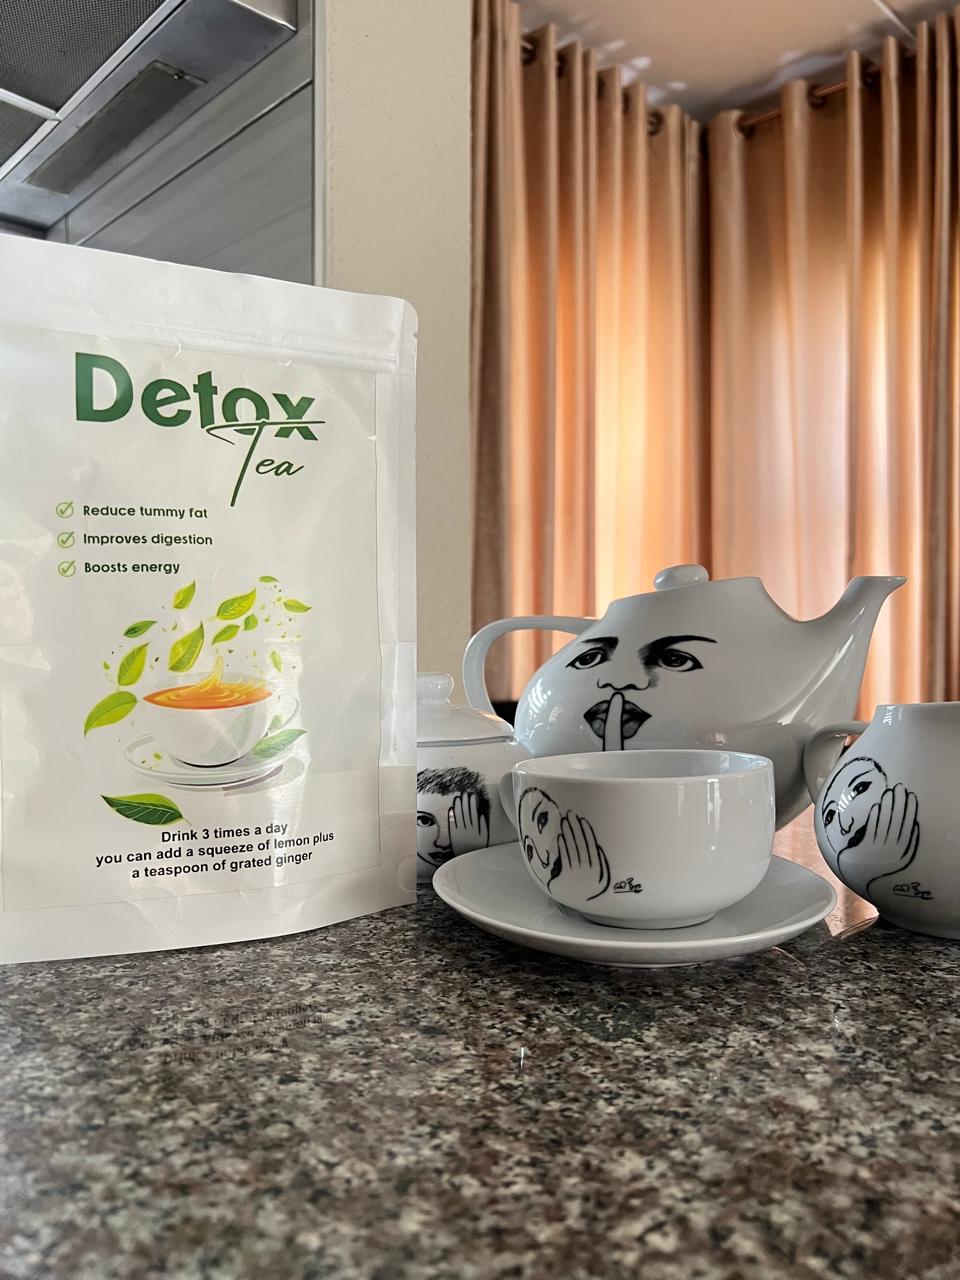 Detox
Tea
Reduce tummy fat
Improves digestion
Boosts energy
Drink 3 times a day
you can add a squeeze of lemon plus
a teaspoon of grated ginger